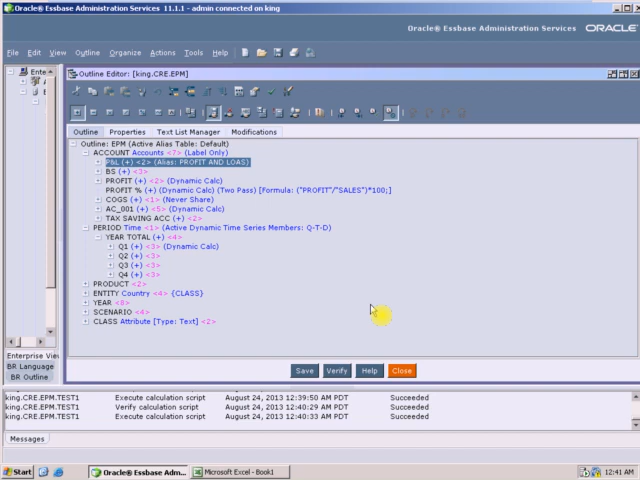 Oracle® Essbase Administration Services 11.1.1 - admin connected on king
Oracle® Essbase Administration Services ORACLE
File Edit View Outline Organize Actions Tools Help
Ente
Outline Editor: [king.CRE.EPM]
Outline Properties Text List Manager Modifications
Outline: EPM (Active Alias Table: Default)
ACCOUNT Accounts <7> (Label Only)
P&L (+) <2> (Alias: PROFIT AND LOAS)
BS (+) <3>
PROFIT (+) <2> (Dynamic Calc)
PROFIT % (+) (Dynamic Calc) (Two Pass) [Formula: ("PROFIT"/"SALES")*100;]
COGS (+) <1> (Never Share)
AC_001 (+) <5> (Dynamic Calc)
TAX SAVING ACC (+) <2>
PERIOD Time <1> (Active Dynamic Time Series Members: Q-T-D)
YEAR TOTAL (+) <4>
Q1 (+) <3> (Dynamic Calc)
Q2 (+) <3>
Q3 (+) <3>
Q4 (+) <3>
PRODUCT <2>
ENTITY Country <4> {CLASS}
YEAR <8>
SCENARIO <4>
CLASS Attribute [Type: Text] <2>
Enterprise View
BR Language
BR Outline
Save Verify Help Close
king.CRE.EPM.TEST1 Execute calculation script August 24, 2013 12:39:50 AM PDT Succeeded
king.CRE.EPM.TEST1 Verify calculation script August 24, 2013 12:40:29 AM PDT Succeeded
king.CRE.EPM.TEST1 Execute calculation script August 24, 2013 12:40:33 AM PDT Succeeded
Messages
Start Oracle® Essbase Adm... Microsoft Excel - Book1 12:41 AM